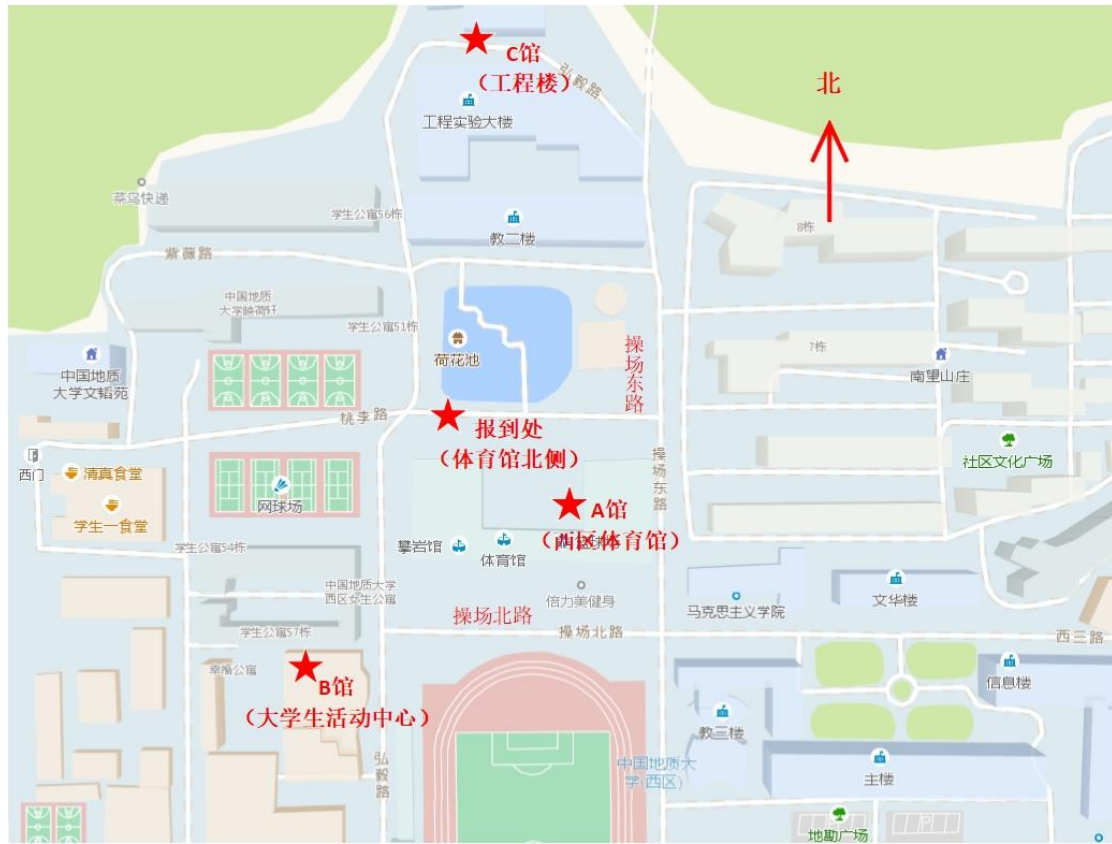 C馆
(工程楼)
弘毅路
北
工程实验大楼
菜鸟快递
学生公寓56栋
教二楼
8栋
紫薇路
中国地质
学生公寓51栋
荷花池
操场东路
7栋
南望山庄
中国地质
大学文韬苑
桃李路
报到处
(体育馆北侧)
操场东路
社区文化广场
西门
清真食堂
学生一食堂
网球场
A馆
(西区体育馆)
攀岩馆
体育馆
学生公寓54栋
中国地质大学
西区女生公寓
倍力美健身
马克思主义学院
文华楼
操场北路
操场北路
西三路
学生公寓57栋
幸福公寓
B馆
(大学生活动中心)
信息楼
教三楼
弘毅路
中国地质大
学(西区)
主楼
P
地勘广场